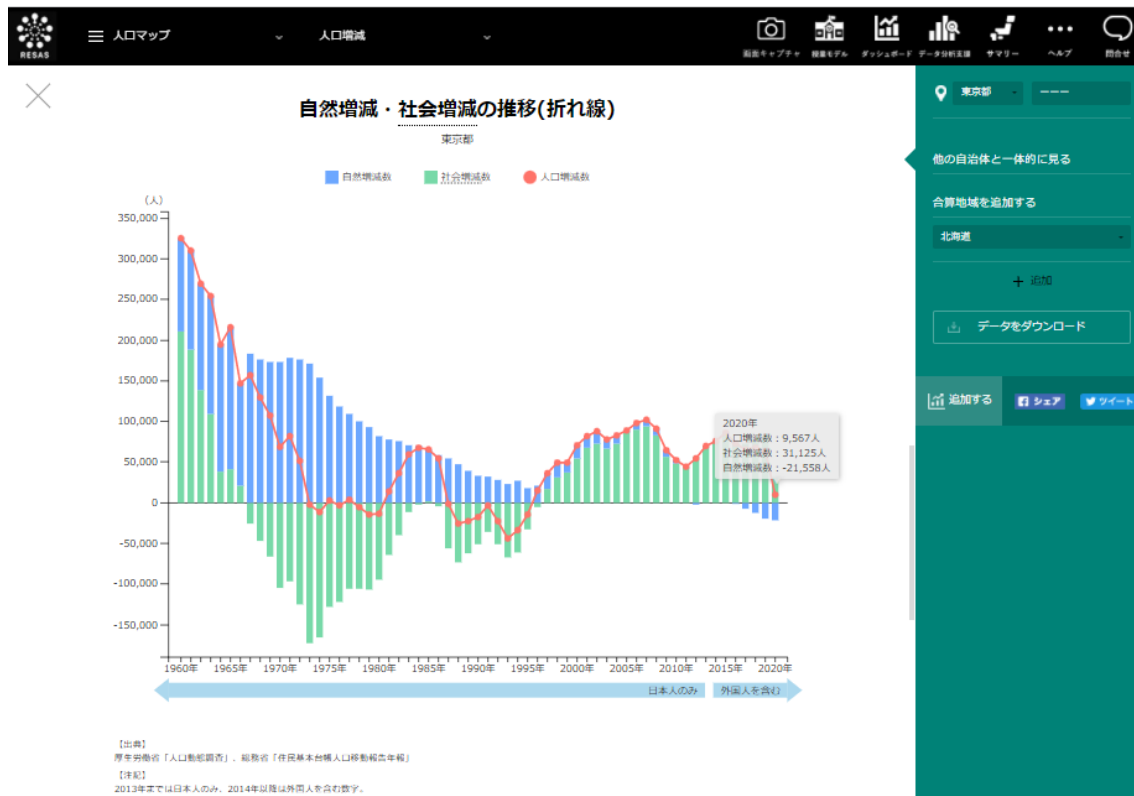 RESAS
人口マップ
人口増減
画面キャプチャ
授業モデル
ダッシュボード
データ分析支援
サマリー
ヘルプ
問合せ
自然増減・社会増減の推移(折れ線)
東京都
自然増減数
社会増減数
人口増減数
(人)
350,000
300,000
250,000
200,000
150,000
100,000
50,000
0
-50,000
-100,000
-150,000
2020年
人口増減数：9,567人
社会増減数：31,125人
自然増減数：-21,558人
1960年 1965年 1970年 1975年 1980年 1985年 1990年 1995年 2000年 2005年 2010年 2015年 2020年
日本人のみ 外国人を含む
【出典】
厚生労働省「人口動態調査」、総務省「住民基本台帳人口移動報告年報」
【注記】
2013年までは日本人のみ、2014年以降は外国人を含む数字。
東京都
---
他の自治体と一体的に見る
合算地域を追加する
北海道
＋ 追加
データをダウンロード
追加する
シェア
ツイート